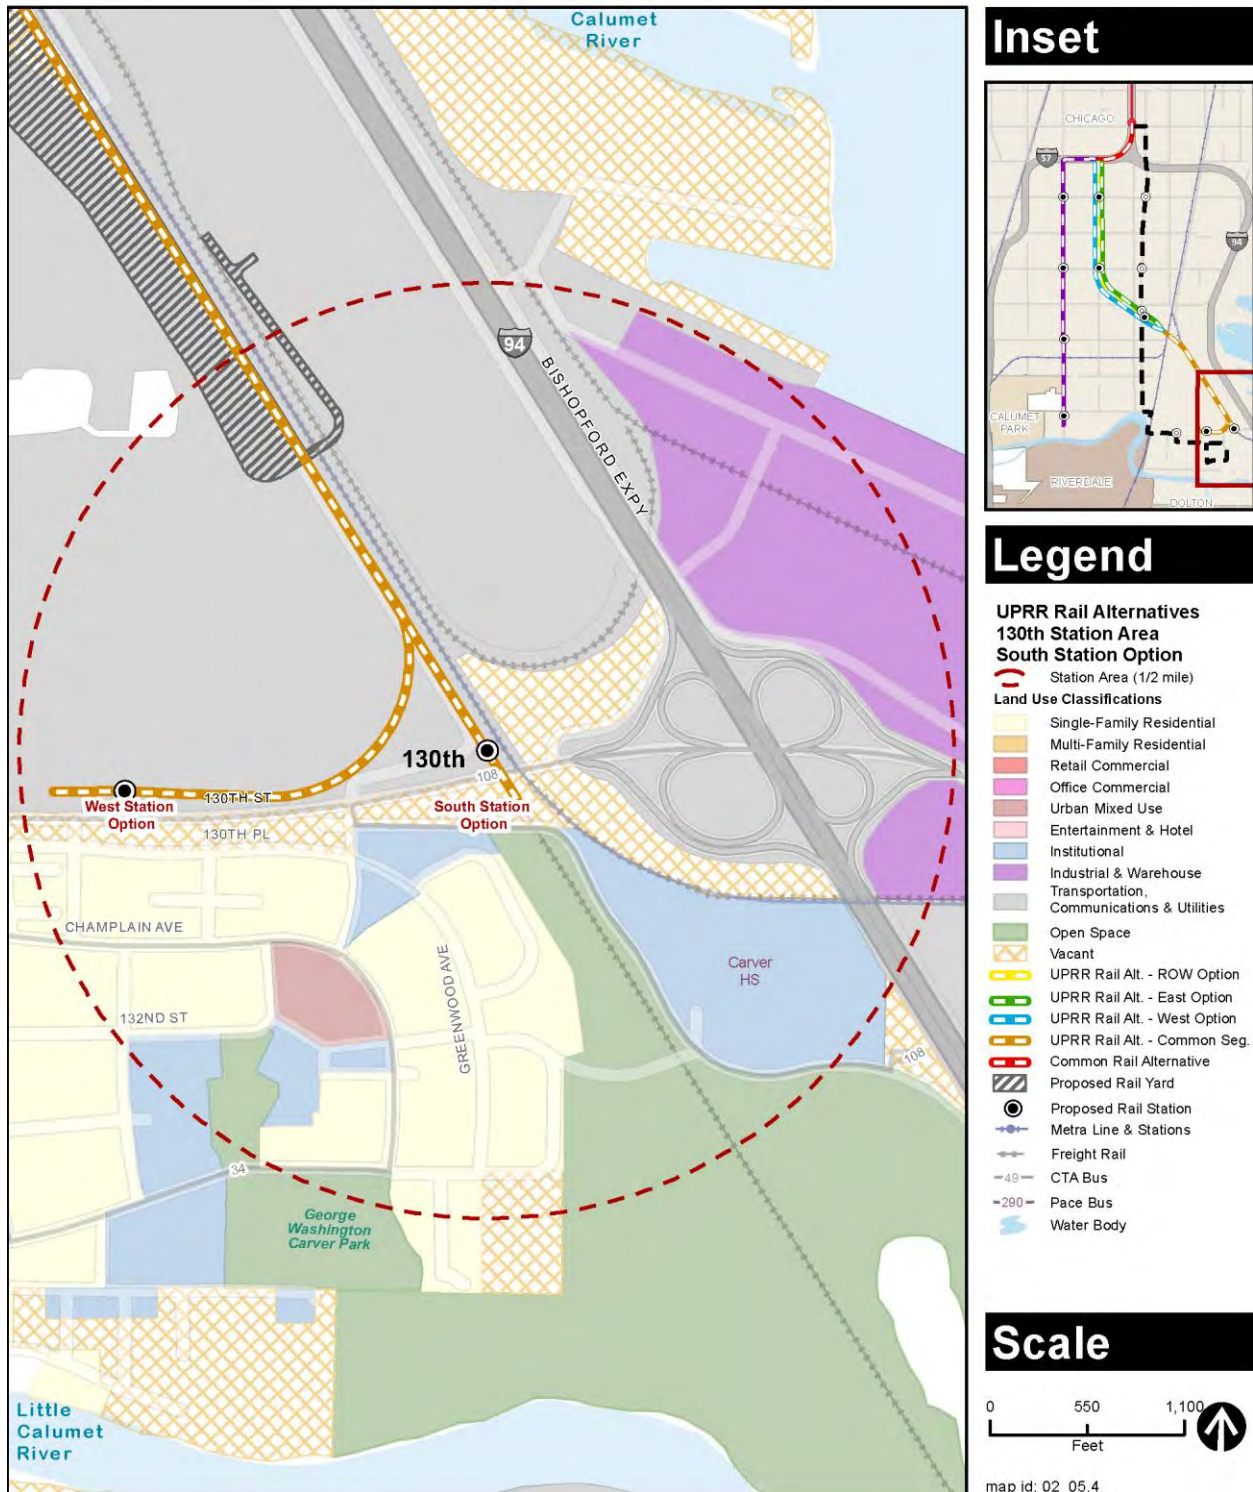 Calumet
River
94
BISHOPFORD EXPY
130th
108
130TH ST
West Station
Option
South Station
Option
130TH PL
CHAMPLAIN AVE
GREENWOOD AVE
Carver
HS
132ND ST
108
34
George
Washington
Carver Park
Little
Calumet
River
Inset
CHICAGO
57
94
CALUMET
PARK
RIVERDALE
DOLTON
Legend
UPRR Rail Alternatives
130th Station Area
South Station Option
Station Area (1/2 mile)
Land Use Classifications
Single-Family Residential
Multi-Family Residential
Retail Commercial
Office Commercial
Urban Mixed Use
Entertainment & Hotel
Institutional
Industrial & Warehouse
Transportation,
Communications & Utilities
Open Space
Vacant
UPRR Rail Alt. - ROW Option
UPRR Rail Alt. - East Option
UPRR Rail Alt. - West Option
UPRR Rail Alt. - Common Seg.
Common Rail Alternative
Proposed Rail Yard
Proposed Rail Station
Metra Line & Stations
Freight Rail
49 CTA Bus
290 Pace Bus
Water Body
Scale
0 550 1,100
Feet
map id: 02_05.4